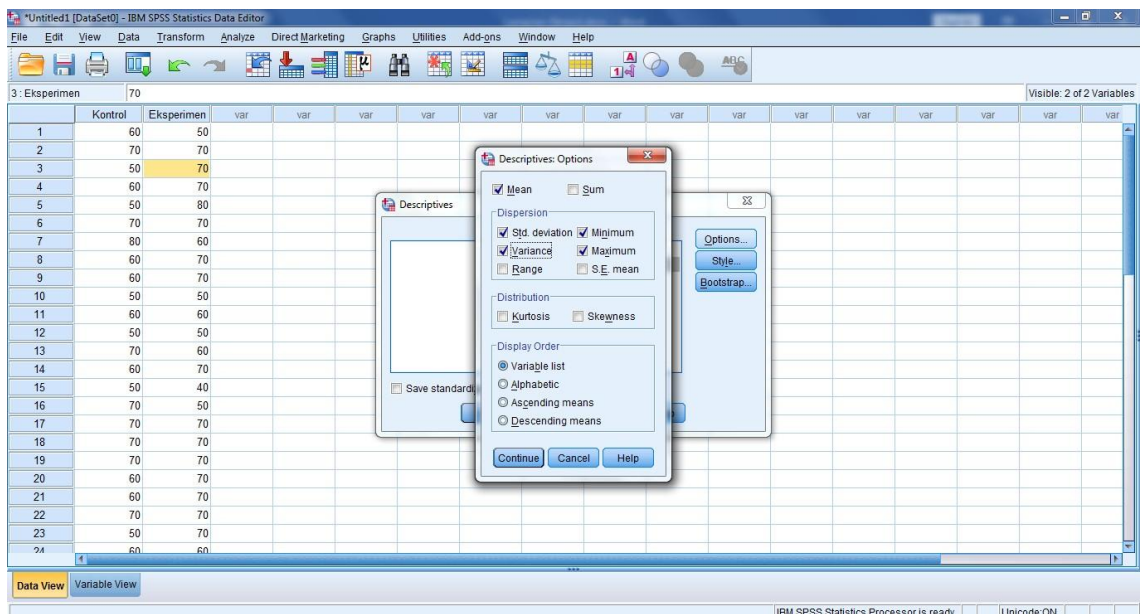 *Untitled1 [DataSet0] - IBM SPSS Statistics Data Editor
File Edit View Data Transform Analyze Direct Marketing Graphs Utilities Add-ons Window Help
3 : Eksperimen 70 Visible: 2 of 2 Variables
Kontrol Eksperimen var var var var var var var var var var var var var var
1 60 50
2 70 70
3 50 70
4 60 70
5 50 80
6 70 70
7 80 60
8 60 70
9 60 70
10 50 50
11 60 60
12 50 50
13 70 60
14 60 70
15 50 40
16 70 50
17 70 70
18 70 70
19 70 70
20 60 70
21 60 70
22 70 70
23 50 70
24 60 60
Descriptives
Options...
Style...
Bootstrap...
Save standardi
Descriptives: Options
Mean Sum
Dispersion
Std. deviation Minimum
Variance Maximum
Range S.E. mean
Distribution
Kurtosis Skewness
Display Order
Variable list
Alphabetic
Ascending means
Descending means
Continue Cancel Help
Data View Variable View
IBM SPSS Statistics Processor is ready Unicode:ON